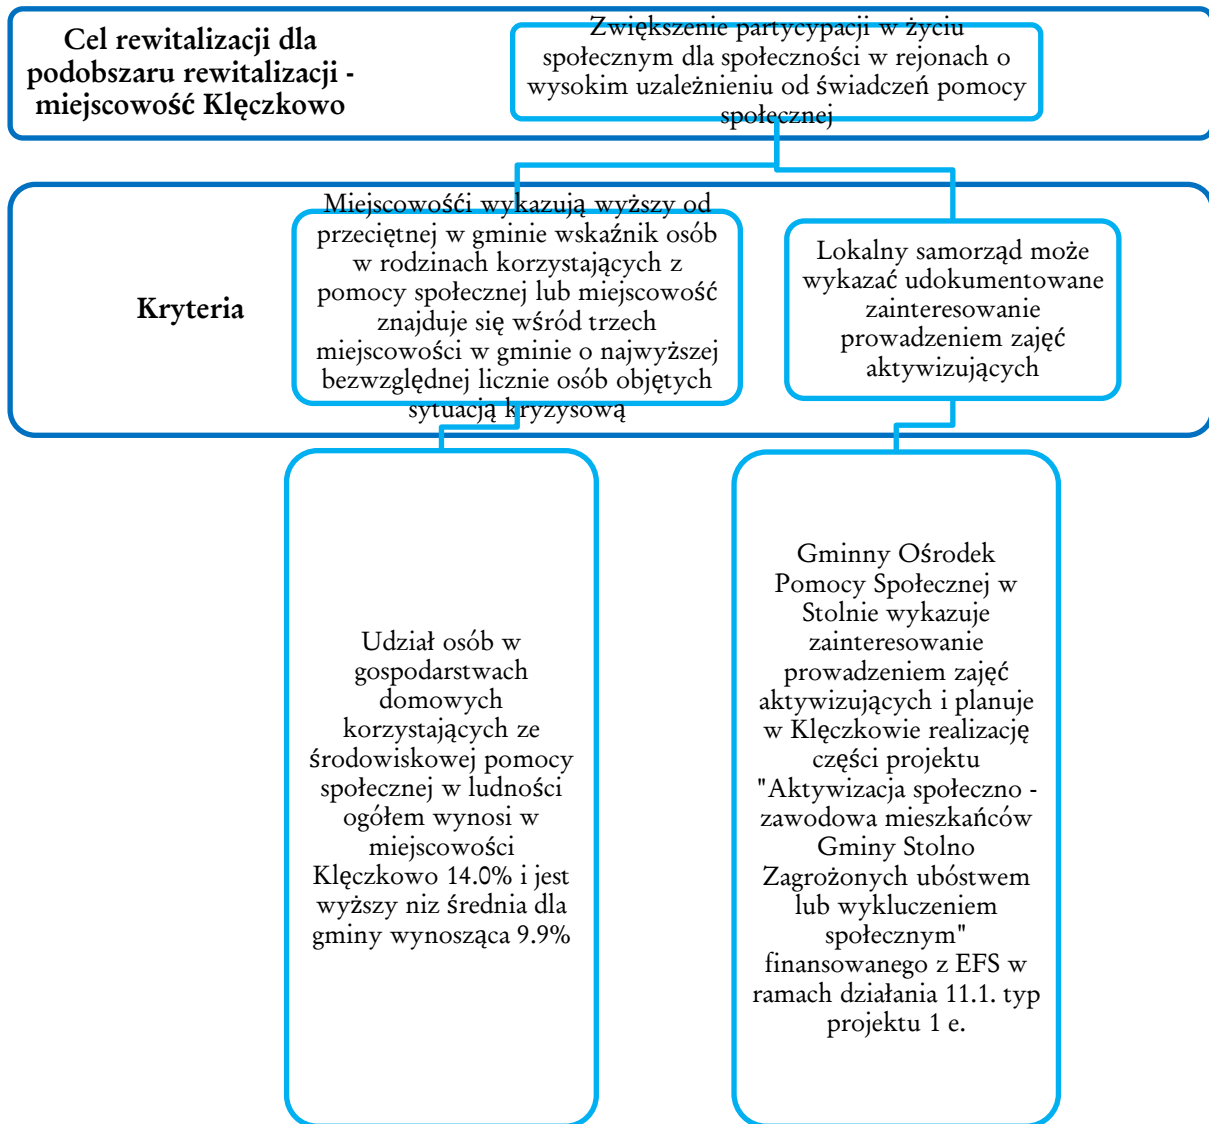 Cel rewitalizacji dla
podobszaru rewitalizacji -
miejscowość Klęczkowo
Zwiększenie partycypacji w życiu
społecznym dla społeczności w rejonach o
wysokim uzależnieniu od świadczeń pomocy
społecznej
Kryteria
Miejscowośći wykazują wyższy od
przeciętnej w gminie wskaźnik osób
w rodzinach korzystających z
pomocy społecznej lub miejscowość
znajduje się wśród trzech
miejscowości w gminie o najwyższej
bezwzględnej licznie osób objętych
sytuacją kryzysową
Lokalny samorząd może
wykazać udokumentowane
zainteresowanie
prowadzeniem zajęć
aktywizujących
Udział osób w
gospodarstwach
domowych
korzystających ze
środowiskowej pomocy
społecznej w ludności
ogółem wynosi w
miejscowości
Klęczkowo 14.0% i jest
wyższy niz średnia dla
gminy wynosząca 9.9%
Gminny Ośrodek
Pomocy Społecznej w
Stolnie wykazuje
zainteresowanie
prowadzeniem zajęć
aktywizujących i planuje
w Klęczkowie realizację
części projektu
"Aktywizacja społeczno -
zawodowa mieszkańców
Gminy Stolno
Zagrożonych ubóstwem
lub wykluczeniem
społecznym"
finansowanego z EFS w
ramach działania 11.1. typ
projektu 1 e.